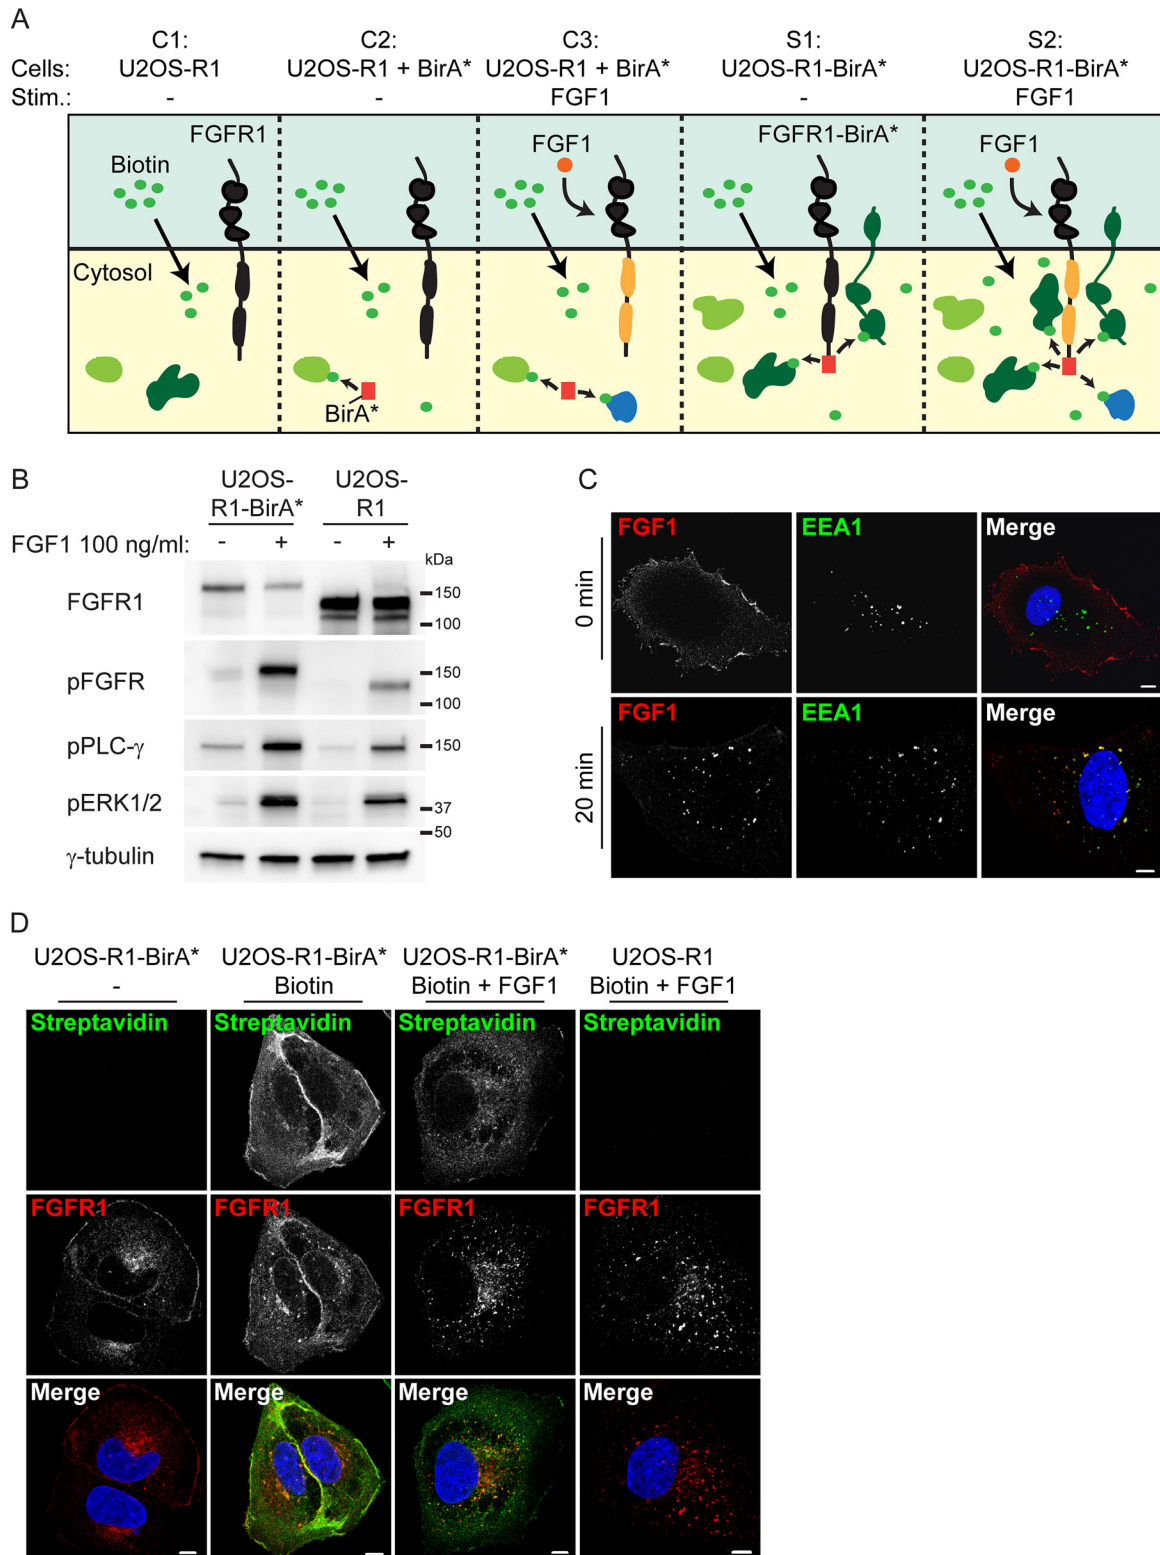 A
C1: C2: C3: S1: S2:
Cells: U2OS-R1 U2OS-R1 + BirA* U2OS-R1 + BirA* U2OS-R1-BirA* U2OS-R1-BirA*
Stim.: - - FGF1 - FGF1
FGFR1 FGF1 FGFR1-BirA* FGF1
Biotin
Cytosol
BirA*
B
U2OS- U2OS-
R1-BirA* R1
FGF1 100 ng/ml: - + - +
kDa
FGFR1
150
100
pFGFR
150
100
pPLC-γ
150
pERK1/2
37
50
γ-tubulin
C
FGF1 EEA1 Merge
0 min
FGF1 EEA1 Merge
20 min
D
U2OS-R1-BirA* U2OS-R1-BirA* U2OS-R1-BirA* U2OS-R1
- Biotin Biotin + FGF1 Biotin + FGF1
Streptavidin Streptavidin Streptavidin Streptavidin
FGFR1 FGFR1 FGFR1 FGFR1
Merge Merge Merge Merge